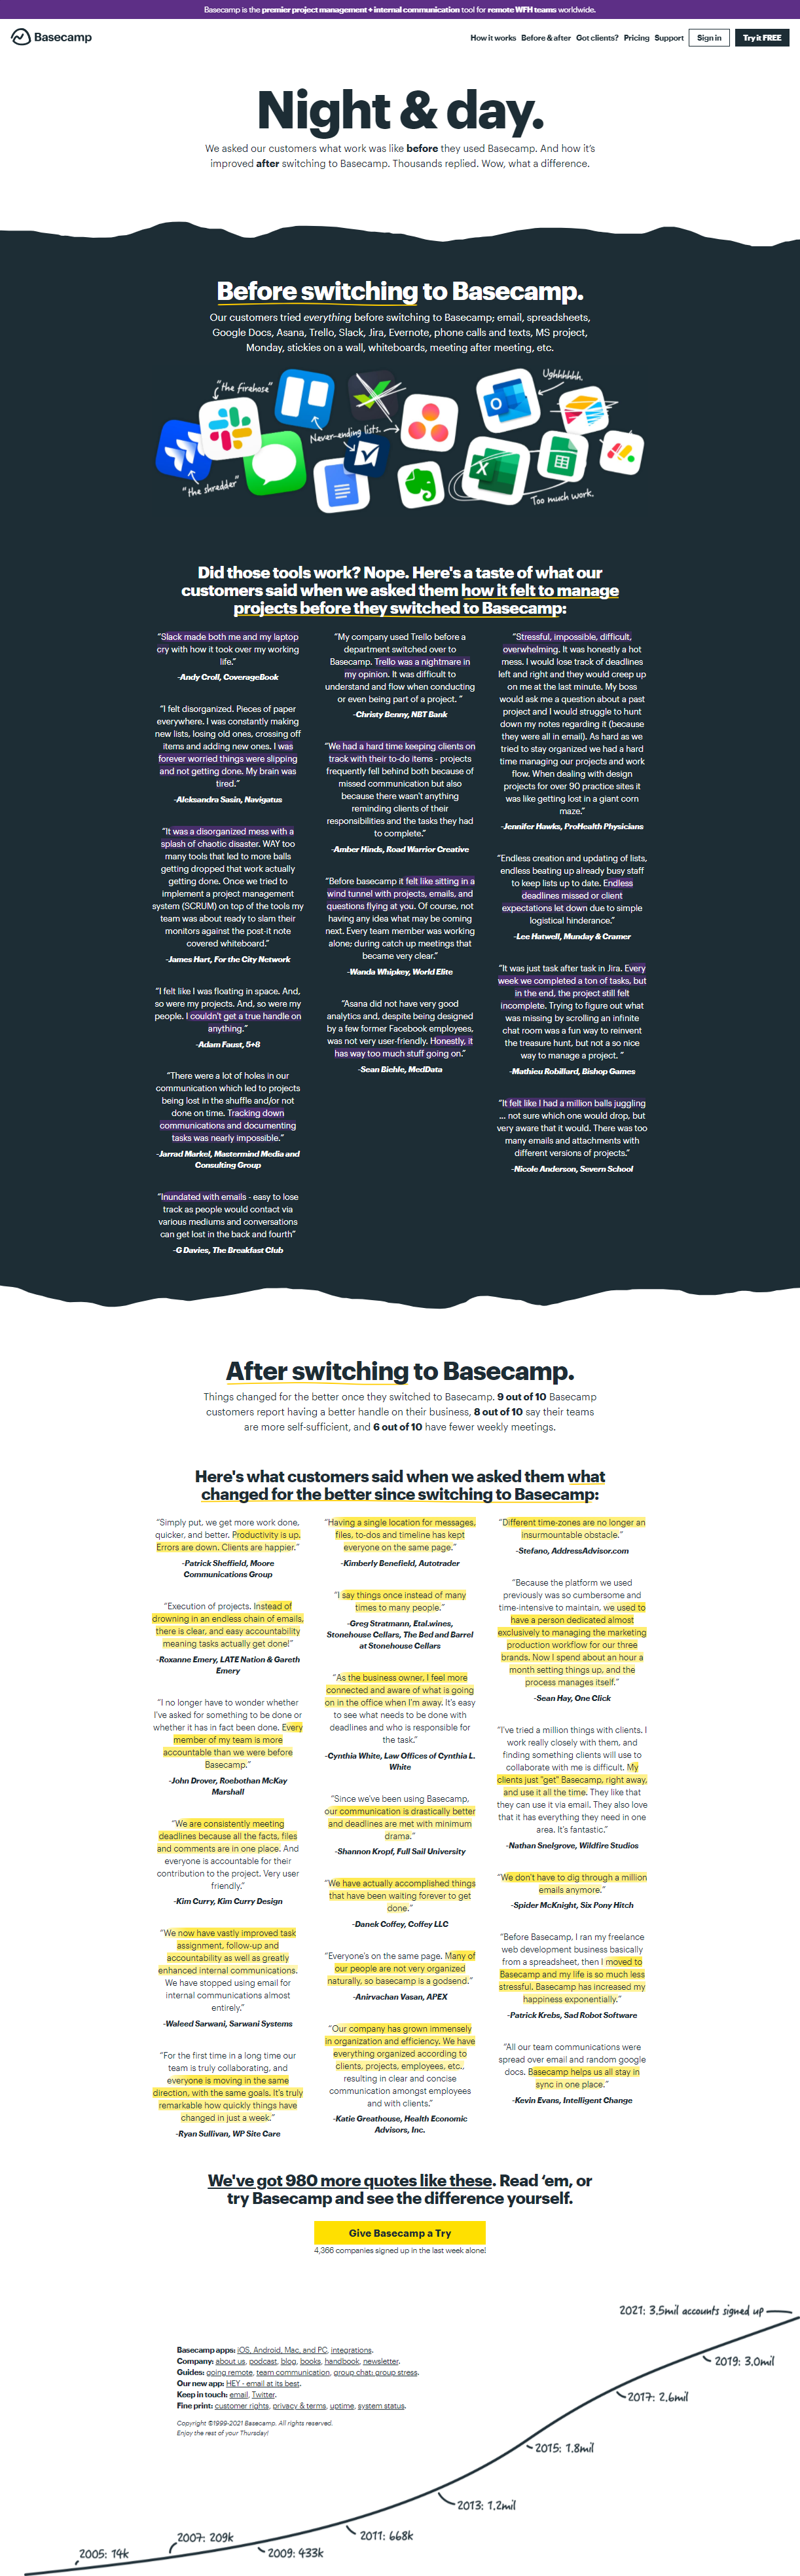 Basecamp is the premier project management + internal communication tool for remote WFH teams worldwide.
Basecamp
How it works Before & after Got clients? Pricing Support Sign in Try it FREE
Night & day.
We asked our customers what work was like before they used Basecamp. And how it's
improved after switching to Basecamp. Thousands replied. Wow, what a difference.
Before switching to Basecamp.
Our customers tried everything before switching to Basecamp; email, spreadsheets,
Google Docs, Asana, Trello, Slack, Jira, Evernote, phone calls and texts, MS project,
Monday, stickies on a wall, whiteboards, meeting after meeting, etc.
"the firehose"
Ughhhhhh.
Never-ending lists.
"the shredder"
Too much work.
Did those tools work? Nope. Here's a taste of what our
customers said when we asked them how it felt to manage
projects before they switched to Basecamp:
“Slack made both me and my laptop
cry with how it took over my working
life.”
-Andy Croll, CoverageBook
“I felt disorganized. Pieces of paper
everywhere. I was constantly making
new lists, losing old ones, crossing off
items and adding new ones. I was
forever worried things were slipping
and not getting done. My brain was
tired.”
-Aleksandra Sasin, Navigatus
“It was a disorganized mess with a
splash of chaotic disaster. WAY too
many tools that led to more balls
getting dropped that work actually
getting done. Once we tried to
implement a project management
system (SCRUM) on top of the tools my
team was about ready to slam their
monitors against the post-it note
covered whiteboard.”
-James Hart, For the City Network
“I felt like I was floating in space. And,
so were my projects. And, so were my
people. I couldn't get a true handle on
anything.”
-Adam Faust, 5+8
“There were a lot of holes in our
communication which led to projects
being lost in the shuffle and/or not
done on time. Tracking down
communications and documenting
tasks was nearly impossible.”
-Jarrad Markel, Mastermind Media and
Consulting Group
“Inundated with emails - easy to lose
track as people would contact via
various mediums and conversations
can get lost in the back and fourth”
-G Davies, The Breakfast Club
“My company used Trello before a
department switched over to
Basecamp. Trello was a nightmare in
my opinion. It was difficult to
understand and flow when conducting
or even being part of a project. ”
-Christy Benny, NBT Bank
“We had a hard time keeping clients on
track with their to-do items - projects
frequently fell behind both because of
missed communication but also
because there wasn't anything
reminding clients of their
responsibilities and the tasks they had
to complete.”
-Amber Hinds, Road Warrior Creative
“Before basecamp it felt like sitting in a
wind tunnel with projects, emails, and
questions flying at you. Of course, not
having any idea what may be coming
next. Every team member was working
alone; during catch up meetings that
became very clear.”
-Wanda Whipkey, World Elite
“Asana did not have very good
analytics and, despite being designed
by a few former Facebook employees,
was not very user-friendly. Honestly, it
has way too much stuff going on.”
-Sean Biehle, MedData
“Stressful, impossible, difficult,
overwhelming. It was honestly a hot
mess. I would lose track of deadlines
left and right and they would creep up
on me at the last minute. My boss
would ask me a question about a past
project and I would struggle to hunt
down my notes regarding it (because
they were all in email). As hard as we
tried to stay organized we had a hard
time managing our projects and work
flow. When dealing with design
projects for over 90 practice sites it
was like getting lost in a giant corn
maze.”
-Jennifer Hawks, ProHealth Physicians
“Endless creation and updating of lists,
endless beating up already busy staff
to keep lists up to date. Endless
deadlines missed or client
expectations let down due to simple
logistical hinderance.”
-Lee Hatwell, Munday & Cramer
“It was just task after task in Jira. Every
week we completed a ton of tasks, but
in the end, the project still felt
incomplete. Trying to figure out what
was missing by scrolling an infinite
chat room was a fun way to reinvent
the treasure hunt, but not a so nice
way to manage a project. ”
-Mathieu Robillard, Bishop Games
“It felt like I had a million balls juggling
... not sure which one would drop, but
very aware that it would. There was too
many emails and attachments with
different versions of projects.”
-Nicole Anderson, Severn School
After switching to Basecamp.
Things changed for the better once they switched to Basecamp. 9 out of 10 Basecamp
customers report having a better handle on their business, 8 out of 10 say their teams
are more self-sufficient, and 6 out of 10 have fewer weekly meetings.
Here's what customers said when we asked them what
changed for the better since switching to Basecamp:
“Simply put, we get more work done,
quicker, and better. Productivity is up.
Errors are down. Clients are happier.”
-Patrick Sheffield, Moore
Communications Group
“Execution of projects. Instead of
drowning in an endless chain of emails,
there is clear, and easy accountability
meaning tasks actually get done!”
-Roxanne Emery, LATE Nation & Gareth
Emery
“I no longer have to wonder whether
I've asked for something to be done or
whether it has in fact been done. Every
member of my team is more
accountable than we were before
Basecamp.”
-John Drover, Roebothan McKay
Marshall
“We are consistently meeting
deadlines because all the facts, files
and comments are in one place. And
everyone is accountable for their
contribution to the project. Very user
friendly.”
-Kim Curry, Kim Curry Design
“We now have vastly improved task
assignment, follow-up and
accountability as well as greatly
enhanced internal communications.
We have stopped using email for
internal communications almost
entirely.”
-Waleed Sarwani, Sarwani Systems
“For the first time in a long time our
team is truly collaborating, and
everyone is moving in the same
direction, with the same goals. It's truly
remarkable how quickly things have
changed in just a week.”
-Ryan Sullivan, WP Site Care
“Having a single location for messages,
files, to-dos and timeline has kept
everyone on the same page.”
-Kimberly Benefield, Autotrader
“I say things once instead of many
times to many people.”
-Greg Stratmann, Etal.wines,
Stonehouse Cellars, The Bed and Barrel
at Stonehouse Cellars
“As the business owner, I feel more
connected and aware of what is going
on in the office when I'm away. It's easy
to see what needs to be done with
deadlines and who is responsible for
the task.”
-Cynthia White, Law Offices of Cynthia L.
White
“Since we've been using Basecamp,
our communication is drastically better
and deadlines are met with minimum
drama.”
-Shannon Kropf, Full Sail University
“We have actually accomplished things
that have been waiting forever to get
done.”
-Danek Coffey, Coffey LLC
“Everyone's on the same page. Many of
our people are not very organized
naturally, so basecamp is a godsend.”
-Anirvachan Vasan, APEX
“Our company has grown immensely
in organization and efficiency. We have
everything organized according to
clients, projects, employees, etc.,
resulting in clear and concise
communication amongst employees
and with clients.”
-Katie Greathouse, Health Economic
Advisors, Inc.
“Different time-zones are no longer an
insurmountable obstacle.”
-Stefano, AddressAdvisor.com
“Because the platform we used
previously was so cumbersome and
time-intensive to maintain, we used to
have a person dedicated almost
exclusively to managing the marketing
production workflow for our three
brands. Now I spend about an hour a
month setting things up, and the
process manages itself.”
-Sean Hay, One Click
“I've tried a million things with clients. I
work really closely with them, and
finding something clients will use to
collaborate with me is difficult. My
clients just "get" Basecamp, right away,
and use it all the time. They like that
they can use it via email. They also love
that it has everything they need in one
area. It's fantastic.”
-Nathan Snelgrove, Wildfire Studios
“We don't have to dig through a million
emails anymore.”
-Spider McKnight, Six Pony Hitch
“Before Basecamp, I ran my freelance
web development business basically
from a spreadsheet, then I moved to
Basecamp and my life is so much less
stressful. Basecamp has increased my
happiness exponentially.”
-Patrick Krebs, Sad Robot Software
“All our team communications were
spread over email and random google
docs. Basecamp helps us all stay in
sync in one place.”
-Kevin Evans, Intelligent Change
We've got 980 more quotes like these. Read ‘em, or
try Basecamp and see the difference yourself.
Give Basecamp a Try
4,366 companies signed up in the last week alone!
2021: 3.5mil accounts signed up
2019: 3.0mil
2017: 2.6mil
2015: 1.8mil
2013: 1.2mil
2011: 668k
2009: 433k
2007: 209k
2005: 14k
Basecamp apps: iOS, Android, Mac, and PC, integrations.
Company: about us, podcast, blog, books, handbook, newsletter.
Guides: going remote, team communication, group chat: group stress.
Our new app: HEY - email at its best.
Keep in touch: email, Twitter.
Fine print: customer rights, privacy & terms, uptime, system status.
Copyright ©1999-2021 Basecamp. All rights reserved.
Enjoy the rest of your Thursday!